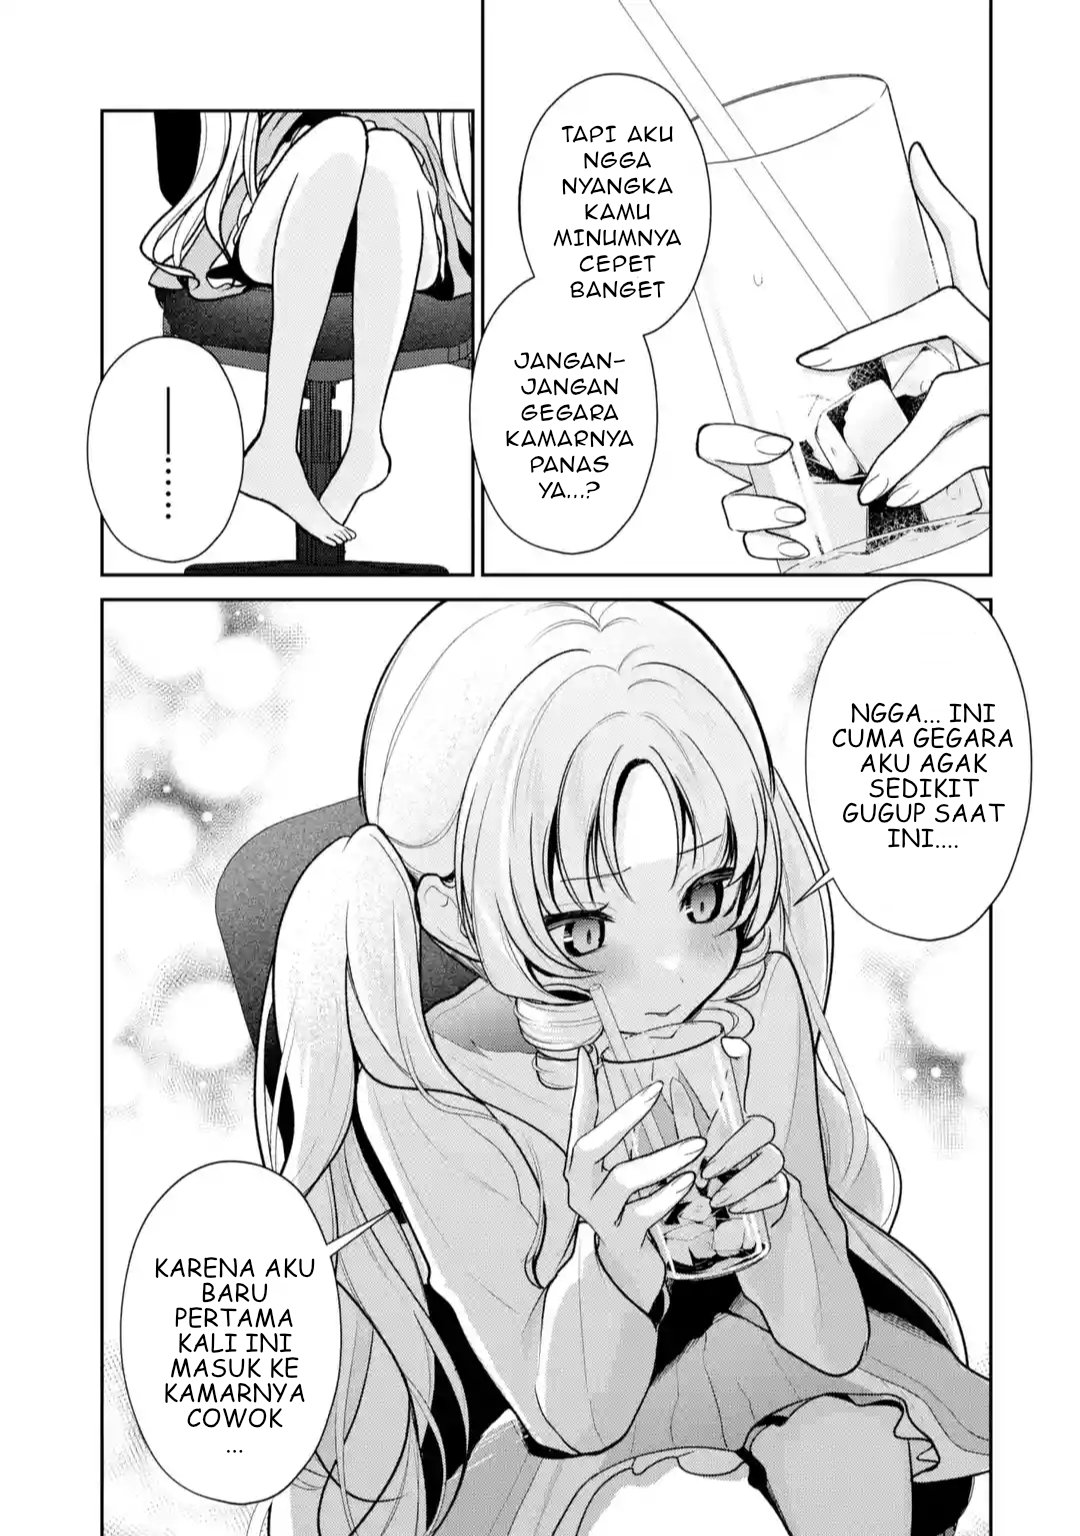 TAPI AKU
NGGA
NYANGKA
KAMU
MINUMNYA
CEPET
BANGET
JANGAN-
JANGAN
GEGARA
KAMARNYA
PANAS
YA...?
—......
NGGA... INI
CUMA GEGARA
AKU AGAK
SEDIKIT
GUGUP SAAT
INI....
KARENA AKU
BARU
PERTAMA
KALI INI
MASUK KE
KAMARNYA
COWOK
...